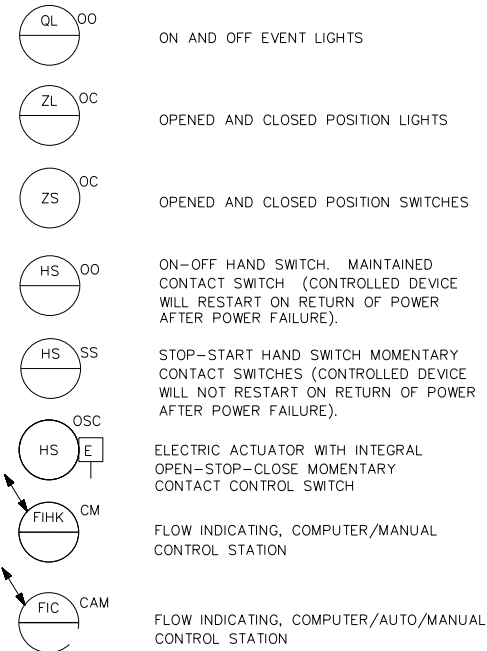 QL OO
ON AND OFF EVENT LIGHTS
ZL OC
OPENED AND CLOSED POSITION LIGHTS
ZS OC
OPENED AND CLOSED POSITION SWITCHES
HS OO
ON-OFF HAND SWITCH. MAINTAINED
CONTACT SWITCH (CONTROLLED DEVICE
WILL RESTART ON RETURN OF POWER
AFTER POWER FAILURE).
HS SS
STOP-START HAND SWITCH MOMENTARY
CONTACT SWITCHES (CONTROLLED DEVICE
WILL NOT RESTART ON RETURN OF POWER
AFTER POWER FAILURE).
OSC
HS E
ELECTRIC ACTUATOR WITH INTEGRAL
OPEN-STOP-CLOSE MOMENTARY
CONTACT CONTROL SWITCH
FIHK CM
FLOW INDICATING, COMPUTER/MANUAL
CONTROL STATION
FIC CAM
FLOW INDICATING, COMPUTER/AUTO/MANUAL
CONTROL STATION